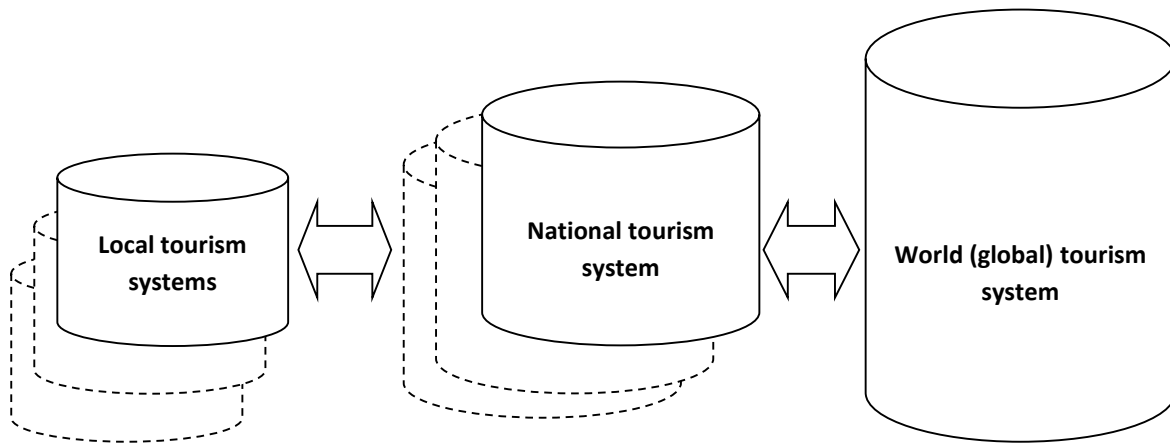 Local tourism
systems
National tourism
system
World (global) tourism
system